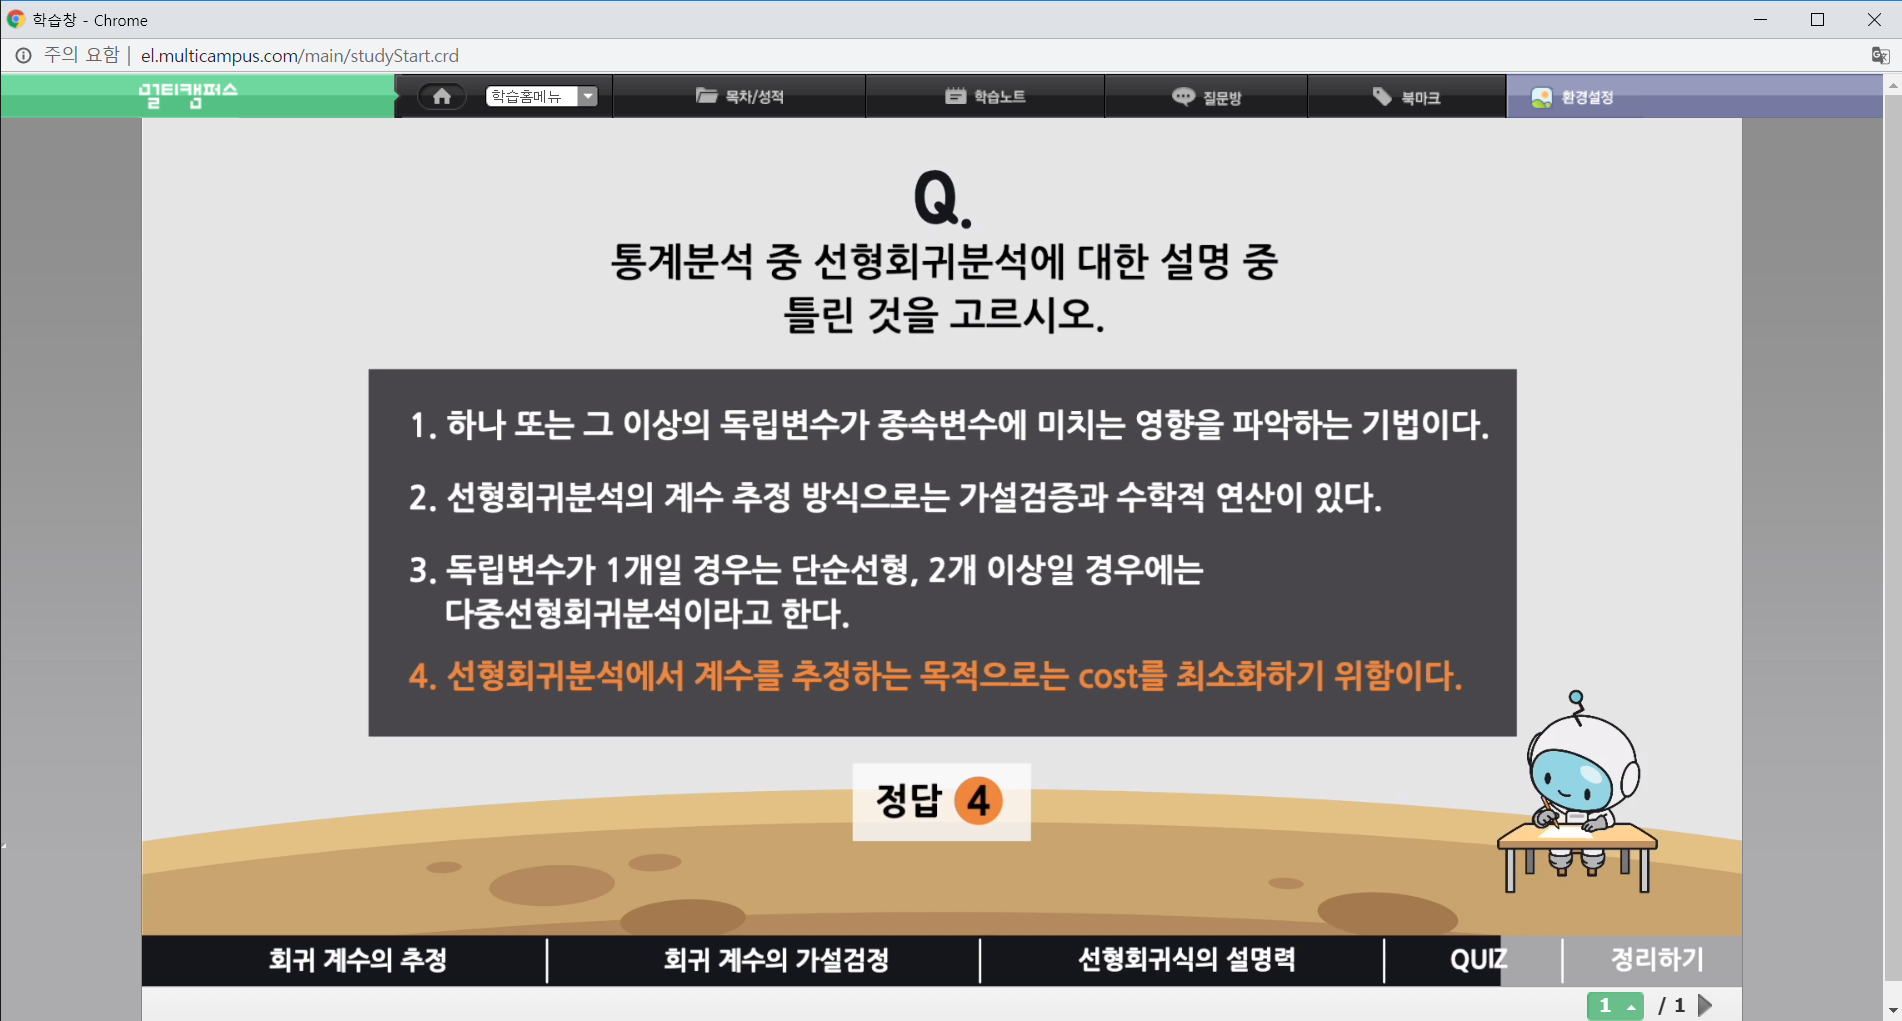 학습창 - Chrome
주의 요함 | el.multicampus.com/main/studyStart.crd
멀티캠퍼스 학습홈메뉴 목차/성적 학습노트 질문방 북마크 환경설정
Q.
통계분석 중 선형회귀분석에 대한 설명 중
틀린 것을 고르시오.
1. 하나 또는 그 이상의 독립변수가 종속변수에 미치는 영향을 파악하는 기법이다.
2. 선형회귀분석의 계수 추정 방식으로는 가설검증과 수학적 연산이 있다.
3. 독립변수가 1개일 경우는 단순선형, 2개 이상일 경우에는
다중선형회귀분석이라고 한다.
4. 선형회귀분석에서 계수를 추정하는 목적으로는 cost를 최소화하기 위함이다.
정답 4
회귀 계수의 추정 회귀 계수의 가설검정 선형회귀식의 설명력 QUIZ 정리하기
1 / 1